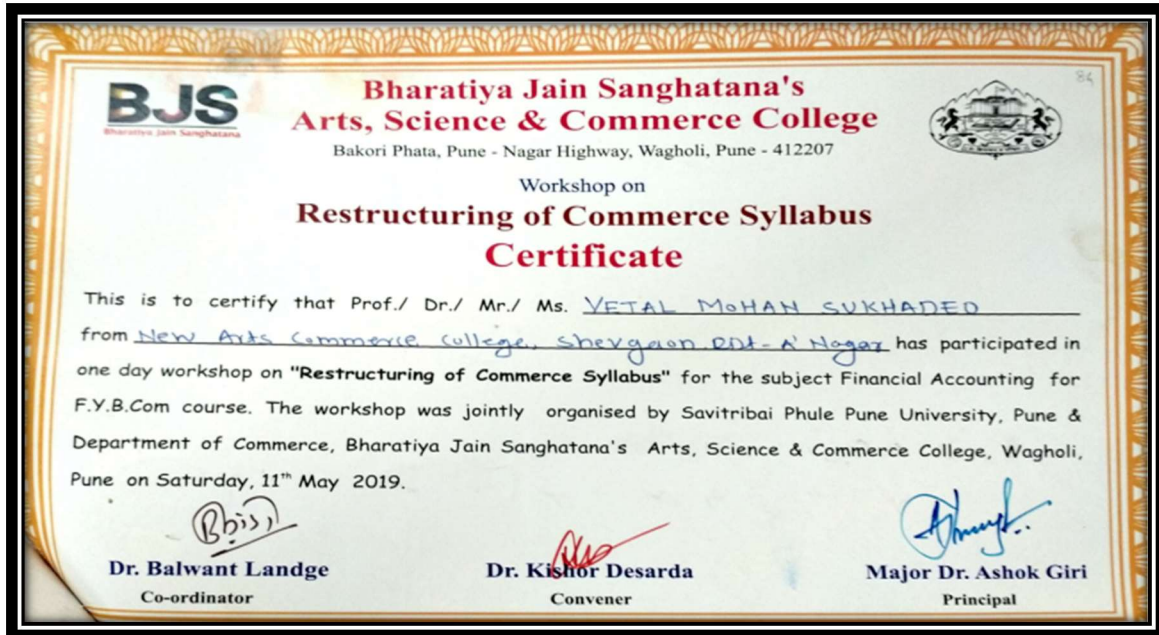 BJS
Bharatiya Jain Sanghatana
84
Bharatiya Jain Sanghatana's
Arts, Science & Commerce College
Bakori Phata, Pune - Nagar Highway, Wagholi, Pune - 412207
Workshop on
Restructuring of Commerce Syllabus
Certificate
This is to certify that Prof./ Dr./ Mr./ Ms. VETAL MOHAN SUKHADED
from New Arts Commerce College, Shevgaon Dist- A' Nagar has participated in
one day workshop on "Restructuring of Commerce Syllabus" for the subject Financial Accounting for
F.Y.B.Com course. The workshop was jointly organised by Savitribai Phule Pune University, Pune &
Department of Commerce, Bharatiya Jain Sanghatana's Arts, Science & Commerce College, Wagholi,
Pune on Saturday, 11th May 2019.
Dr. Balwant Landge
Dr. Kishor Desarda
Major Dr. Ashok Giri
Co-ordinator
Convener
Principal